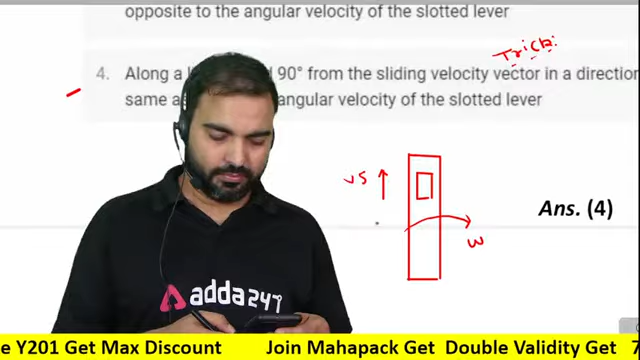 opposite to the angular velocity of the slotted lever
Trick:
4. Along a 90° from the sliding velocity vector in a direction
same a angular velocity of the slotted lever
vs
w
Ans. (4)
adda247
e Y201 Get Max Discount Join Mahapack Get Double Validity Get 7